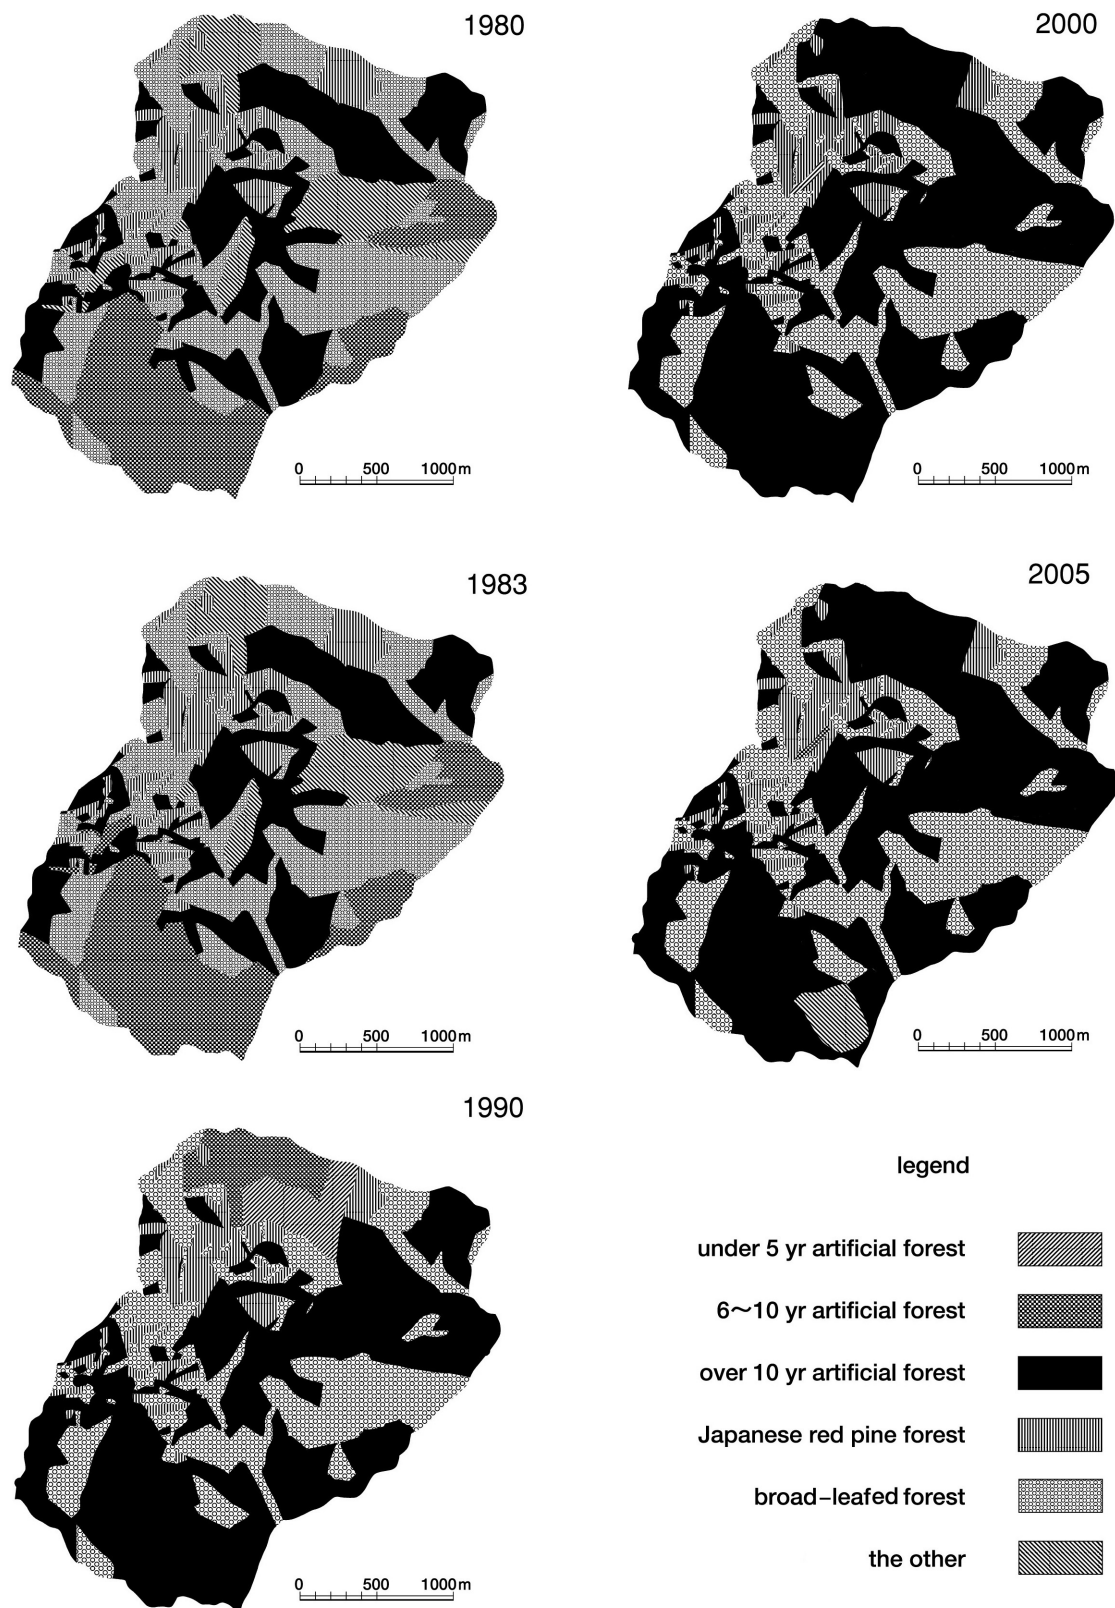 1980
0 500 1000m
2000
0 500 1000m
1983
0 500 1000m
2005
0 500 1000m
1990
0 500 1000m
legend
under 5 yr artificial forest
6～10 yr artificial forest
over 10 yr artificial forest
Japanese red pine forest
broad-leafed forest
the other